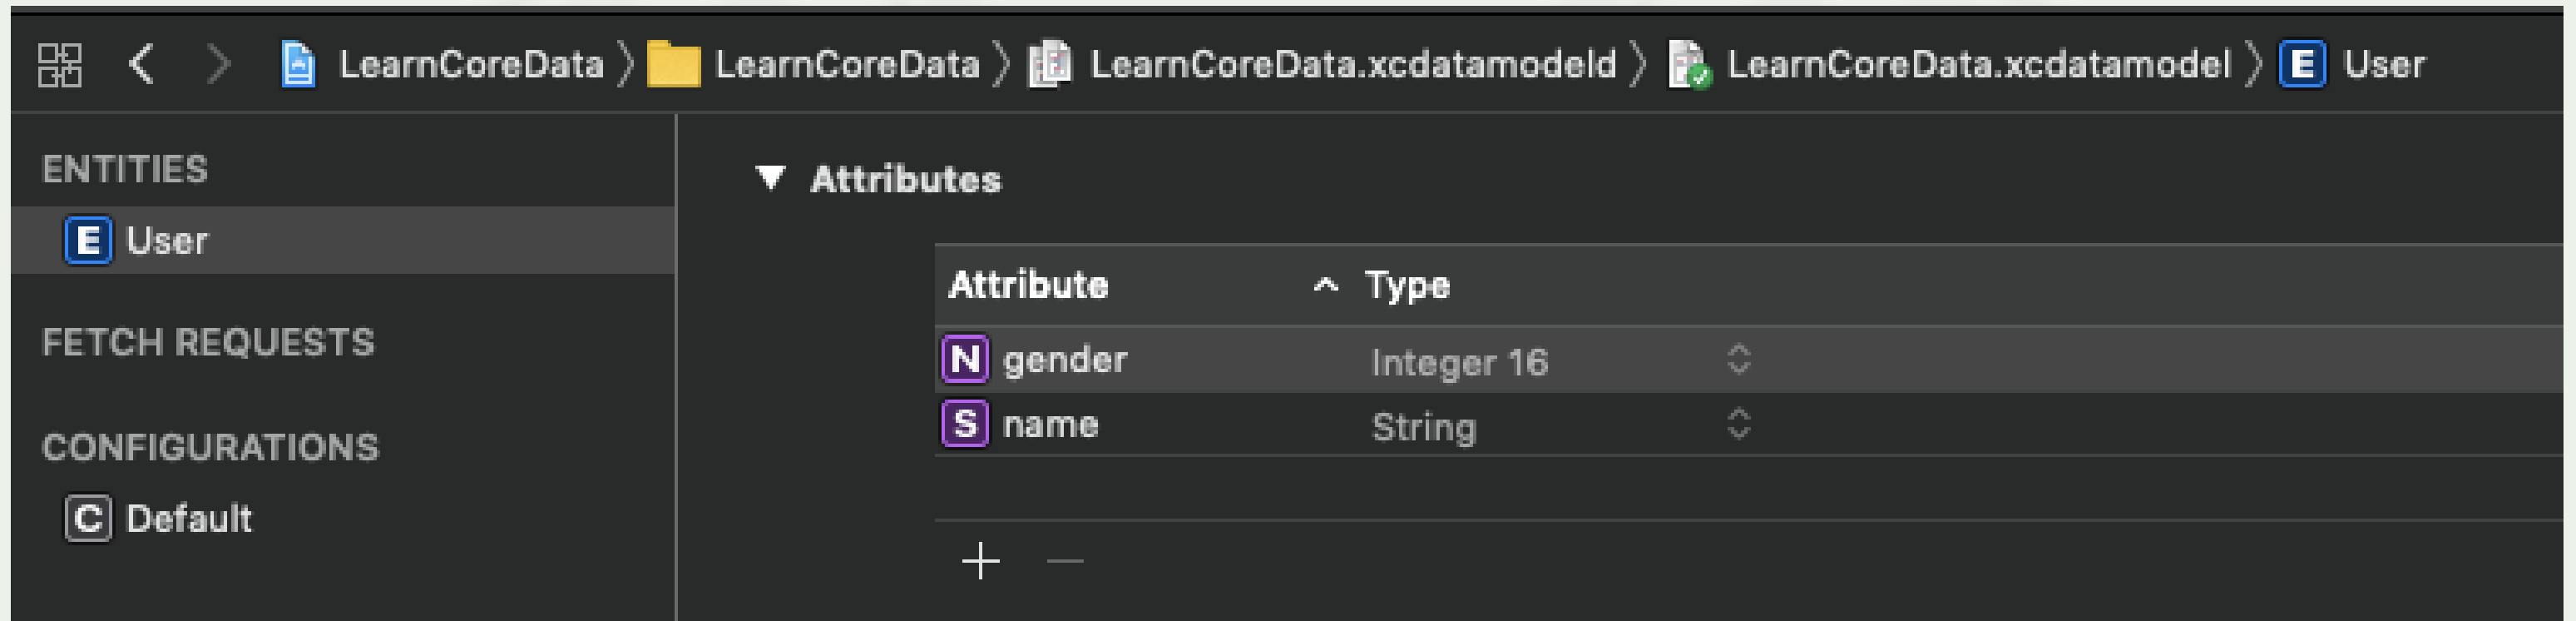 LearnCoreData 〉 LearnCoreData 〉 LearnCoreData.xcdatamodeld 〉 LearnCoreData.xcdatamodel 〉 E User
ENTITIES
E User
FETCH REQUESTS
CONFIGURATIONS
C Default
Attributes
Attribute Type
N gender Integer 16
S name String